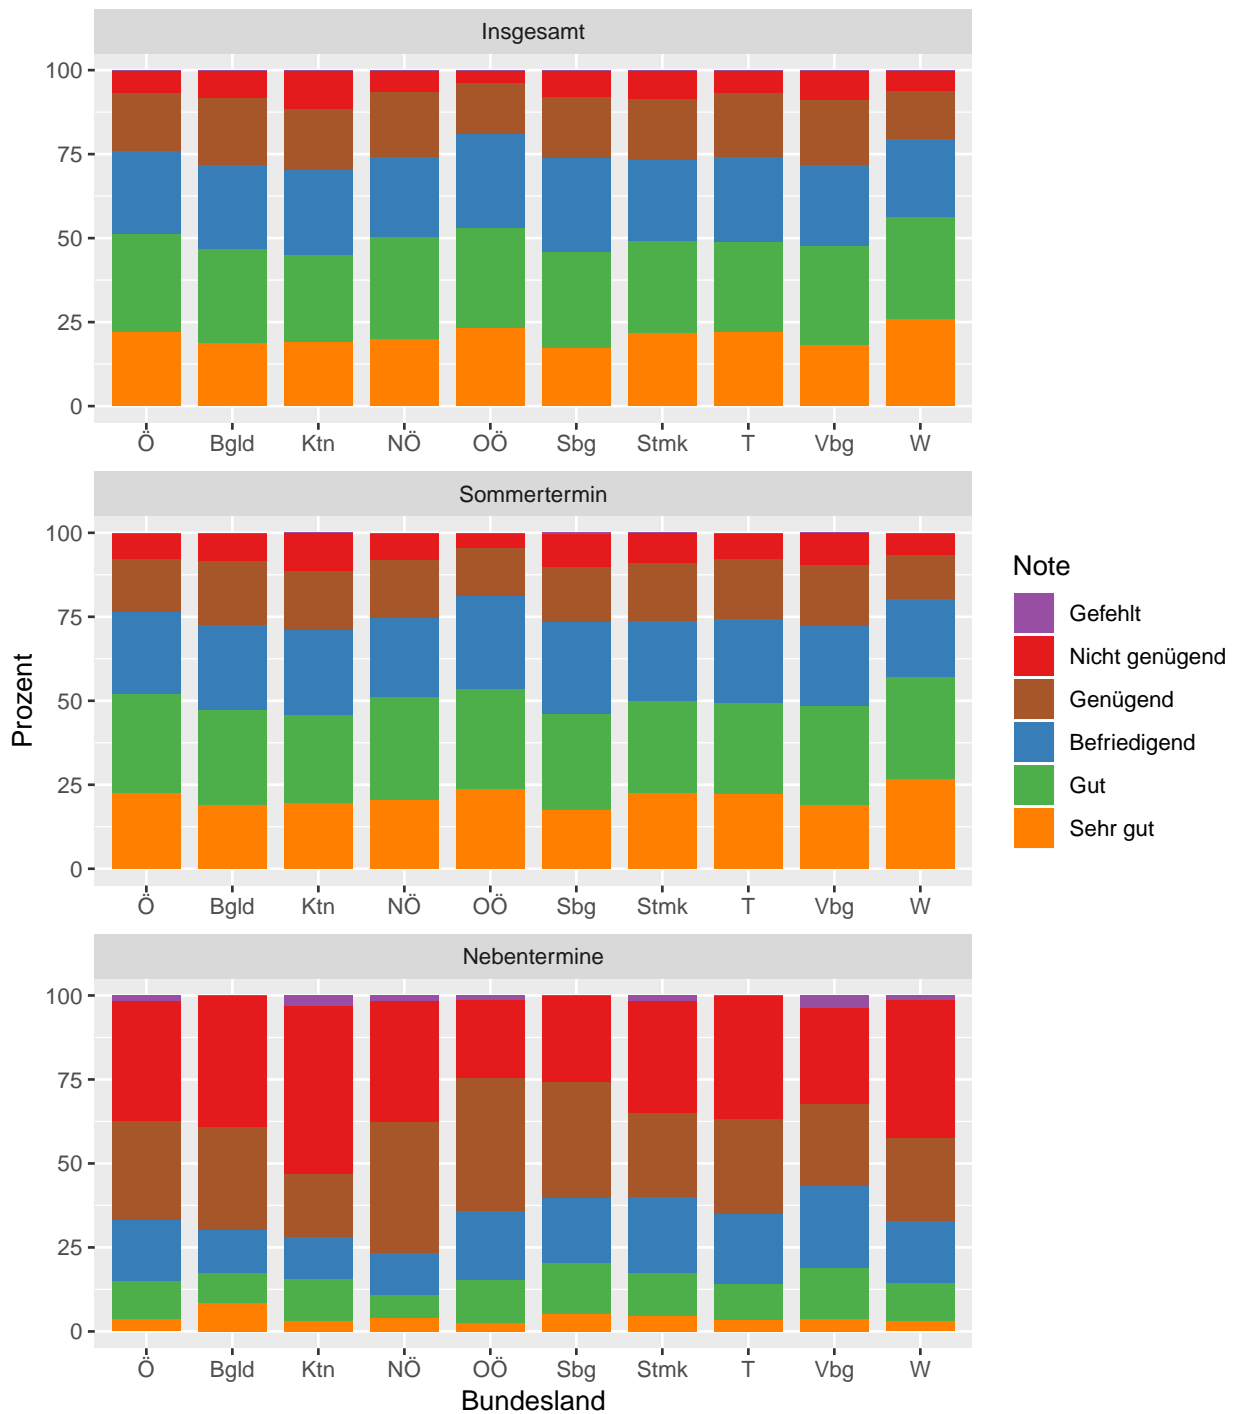 Insgesamt
100
75
50
25
0
Ö Bgld Ktn NÖ OÖ Sbg Stmk T Vbg W
Sommertermin
100
75
50
25
0
Ö Bgld Ktn NÖ OÖ Sbg Stmk T Vbg W
Nebentermine
100
75
50
25
0
Ö Bgld Ktn NÖ OÖ Sbg Stmk T Vbg W
Bundesland
Prozent
Note
Gefehlt
Nicht genügend
Genügend
Befriedigend
Gut
Sehr gut